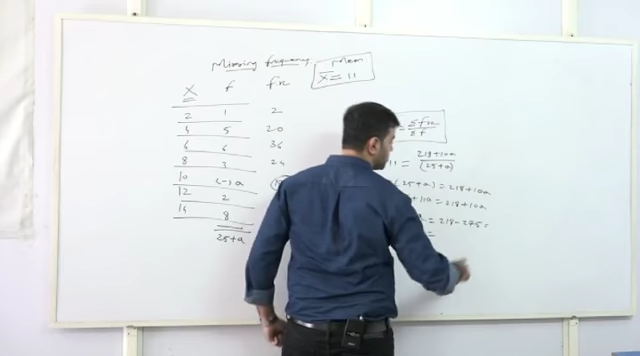 Missing frequency
Mean
X = 11
X f fx
2 1 2
4 5 20
6 6 36
8 3 24
10 (-) a
12 2
14 8
25+a
= Σfx / Σf
11 = 218+10a / (25+a)
(25+a) = 218+10a
+ 11a = 218+10a
= 218-275 =
=